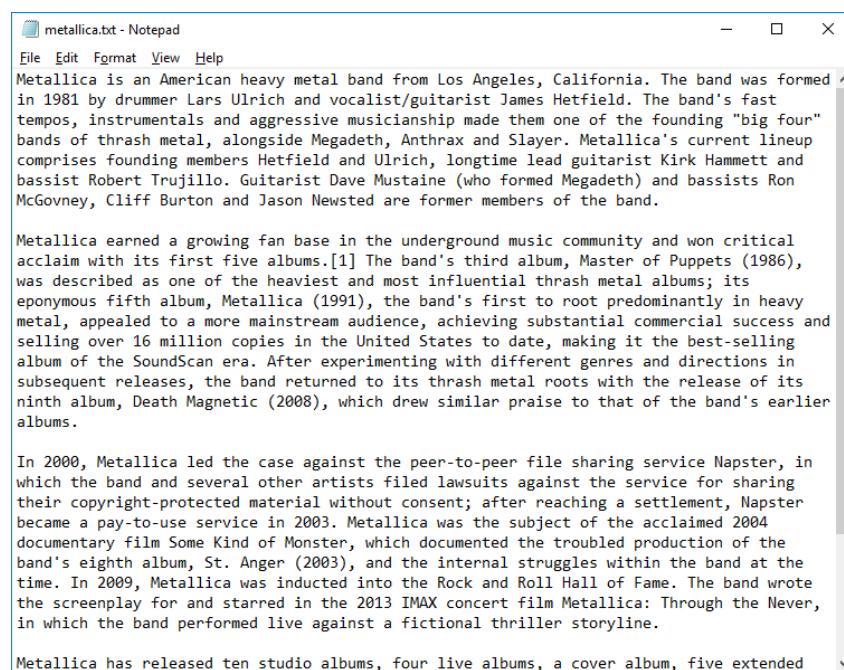 metallica.txt - Notepad
File Edit Format View Help
Metallica is an American heavy metal band from Los Angeles, California. The band was formed
in 1981 by drummer Lars Ulrich and vocalist/guitarist James Hetfield. The band's fast
tempos, instrumentals and aggressive musicianship made them one of the founding "big four"
bands of thrash metal, alongside Megadeth, Anthrax and Slayer. Metallica's current lineup
comprises founding members Hetfield and Ulrich, longtime lead guitarist Kirk Hammett and
bassist Robert Trujillo. Guitarist Dave Mustaine (who formed Megadeth) and bassists Ron
McGovney, Cliff Burton and Jason Newsted are former members of the band.

Metallica earned a growing fan base in the underground music community and won critical
acclaim with its first five albums.[1] The band's third album, Master of Puppets (1986),
was described as one of the heaviest and most influential thrash metal albums; its
eponymous fifth album, Metallica (1991), the band's first to root predominantly in heavy
metal, appealed to a more mainstream audience, achieving substantial commercial success and
selling over 16 million copies in the United States to date, making it the best-selling
album of the SoundScan era. After experimenting with different genres and directions in
subsequent releases, the band returned to its thrash metal roots with the release of its
ninth album, Death Magnetic (2008), which drew similar praise to that of the band's earlier
albums.

In 2000, Metallica led the case against the peer-to-peer file sharing service Napster, in
which the band and several other artists filed lawsuits against the service for sharing
their copyright-protected material without consent; after reaching a settlement, Napster
became a pay-to-use service in 2003. Metallica was the subject of the acclaimed 2004
documentary film Some Kind of Monster, which documented the troubled production of the
band's eighth album, St. Anger (2003), and the internal struggles within the band at the
time. In 2009, Metallica was inducted into the Rock and Roll Hall of Fame. The band wrote
the screenplay for and starred in the 2013 IMAX concert film Metallica: Through the Never,
in which the band performed live against a fictional thriller storyline.

Metallica has released ten studio albums, four live albums, a cover album, five extended